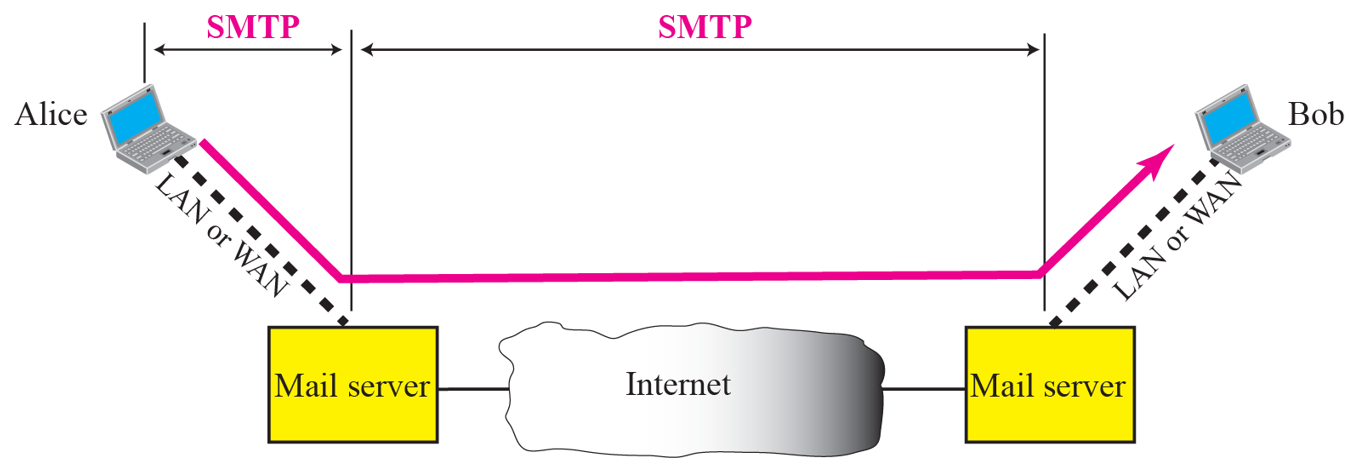 SMTP
SMTP
Alice
Bob
LAN or WAN
LAN or WAN
Mail server
Internet
Mail server